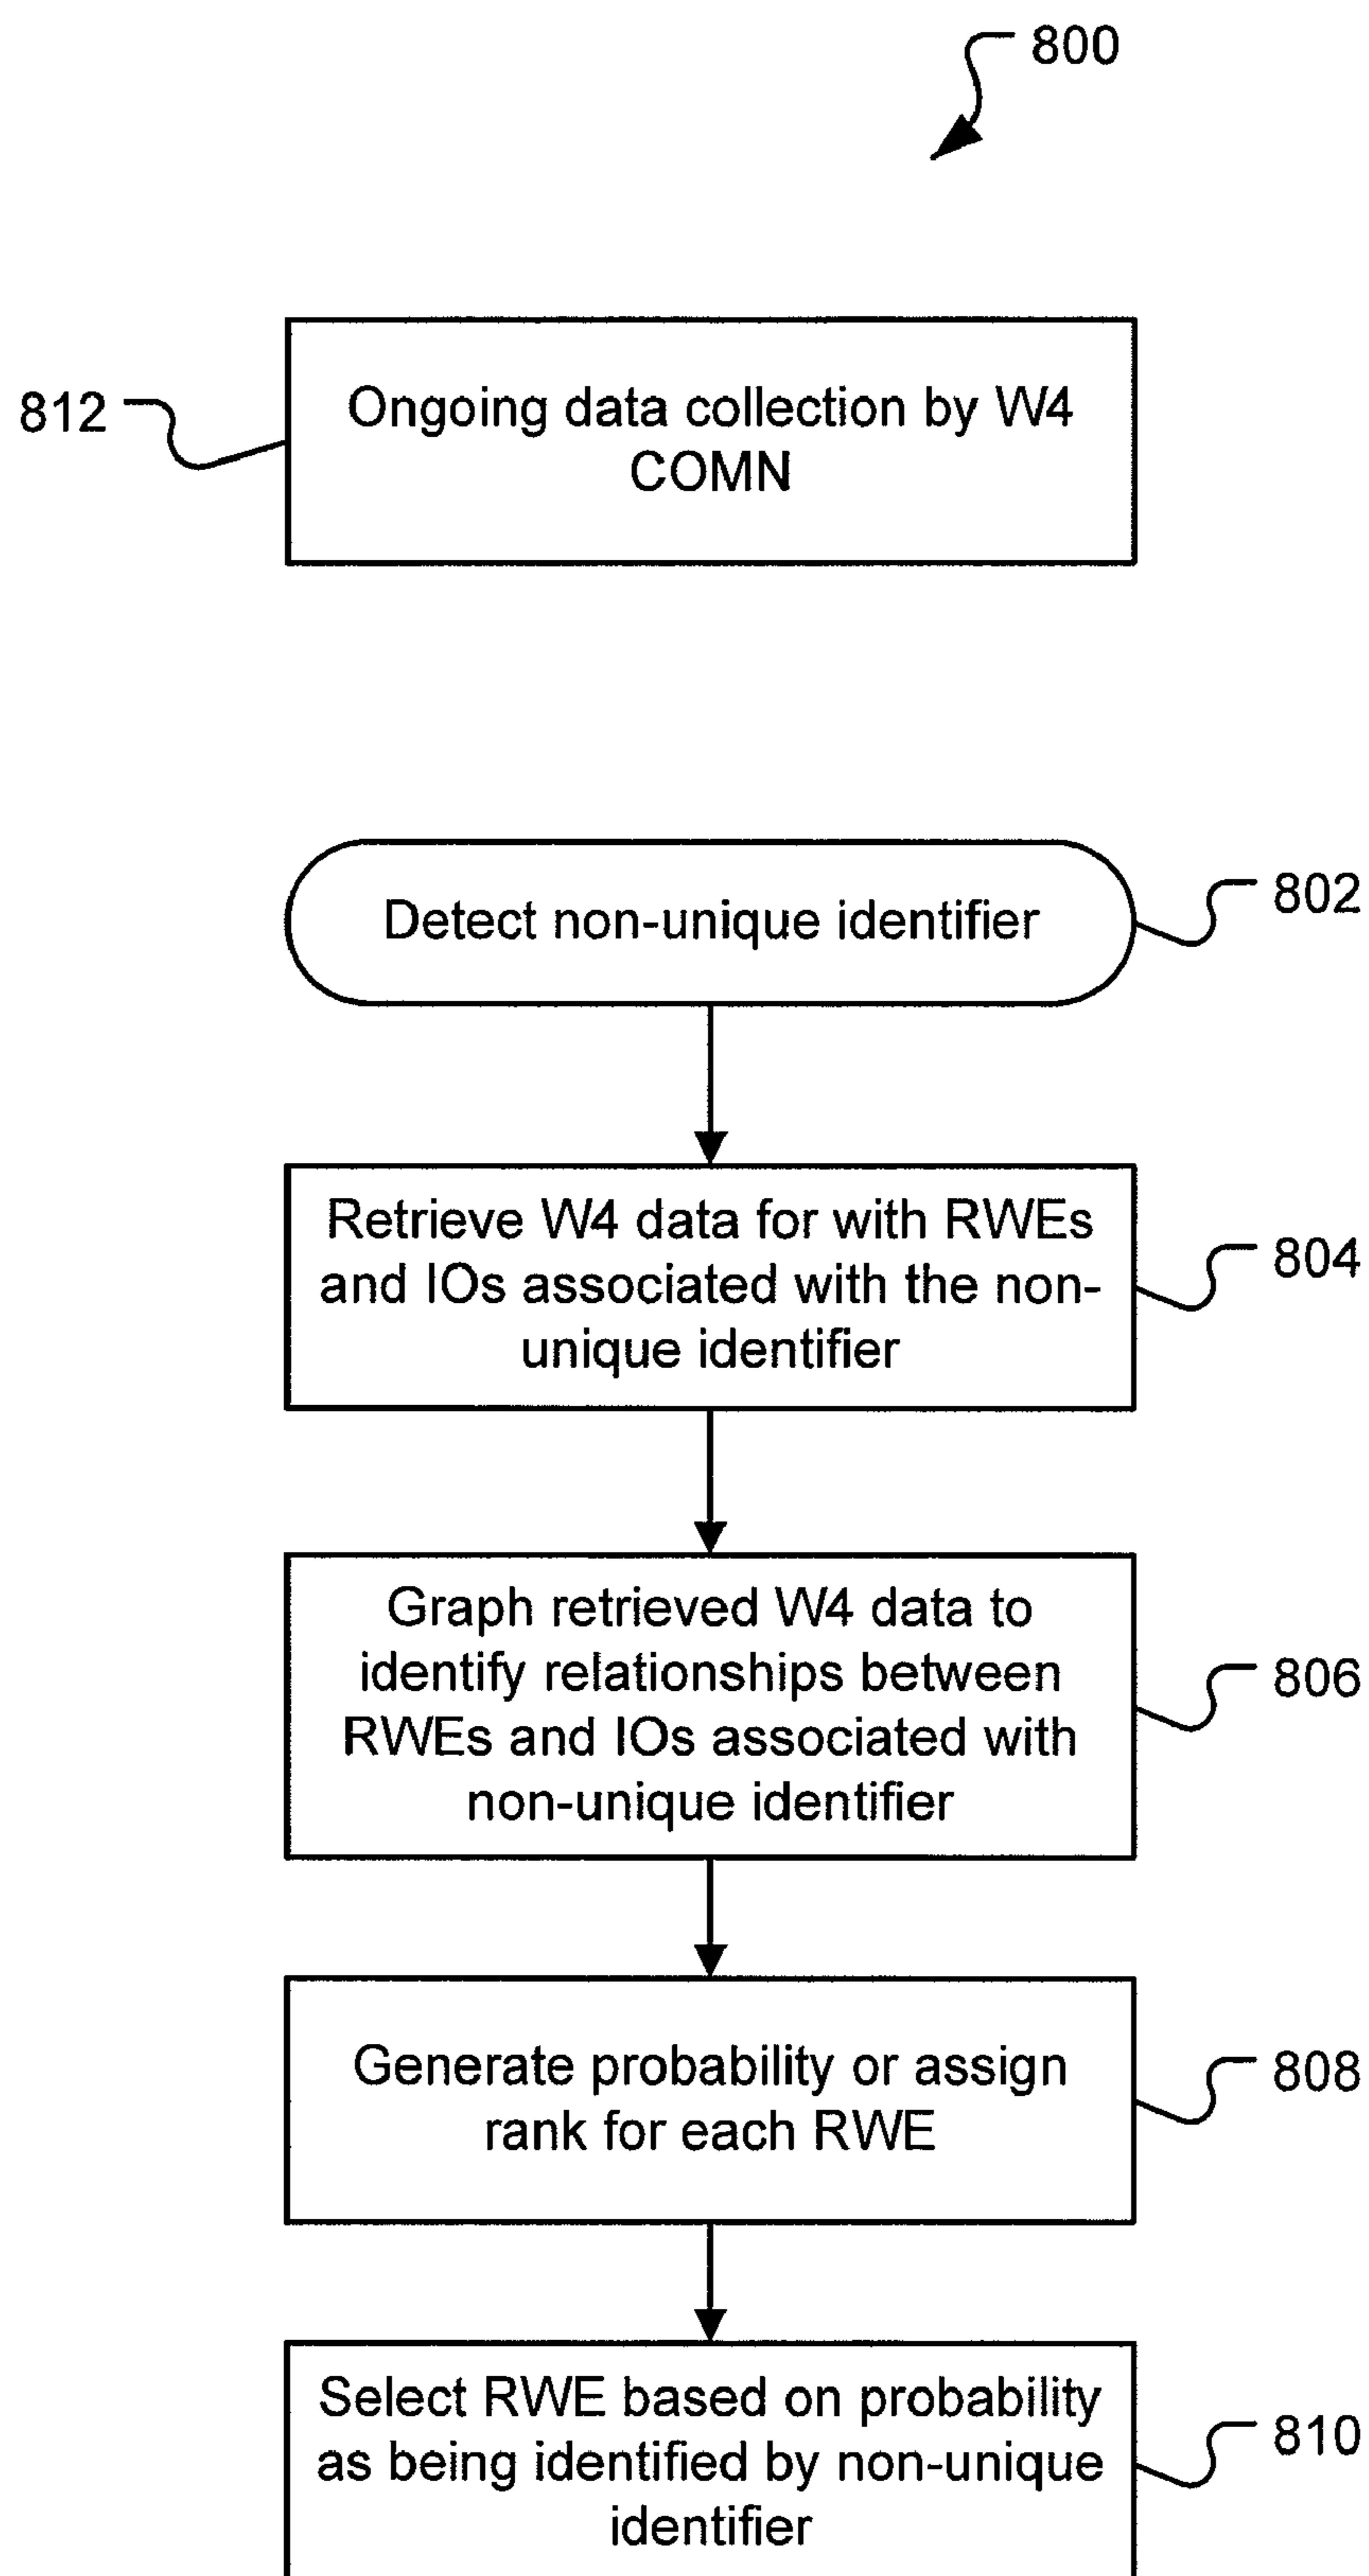 800
812
Ongoing data collection by W4
COMN
Detect non-unique identifier
802
Retrieve W4 data for with RWEs
and IOs associated with the non-
unique identifier
804
Graph retrieved W4 data to
identify relationships between
RWEs and IOs associated with
non-unique identifier
806
Generate probability or assign
rank for each RWE
808
Select RWE based on probability
as being identified by non-unique
identifier
810